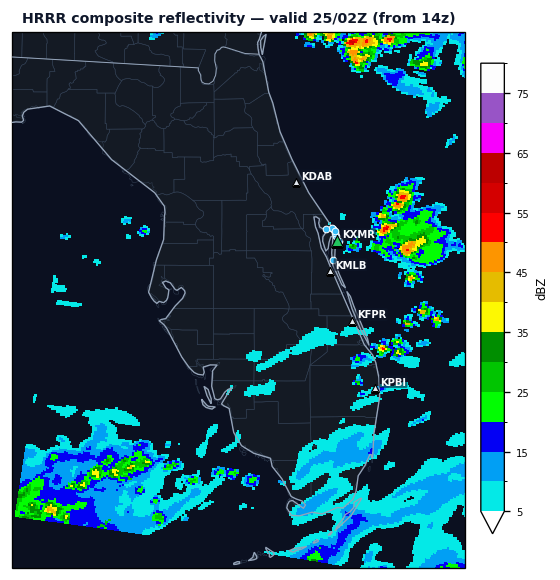 HRRR composite reflectivity — valid 25/02Z (from 14z)
KDAB
KXMR
KMLB
KFPR
KPBI
75
65
55
45
35
25
15
5
dBZ